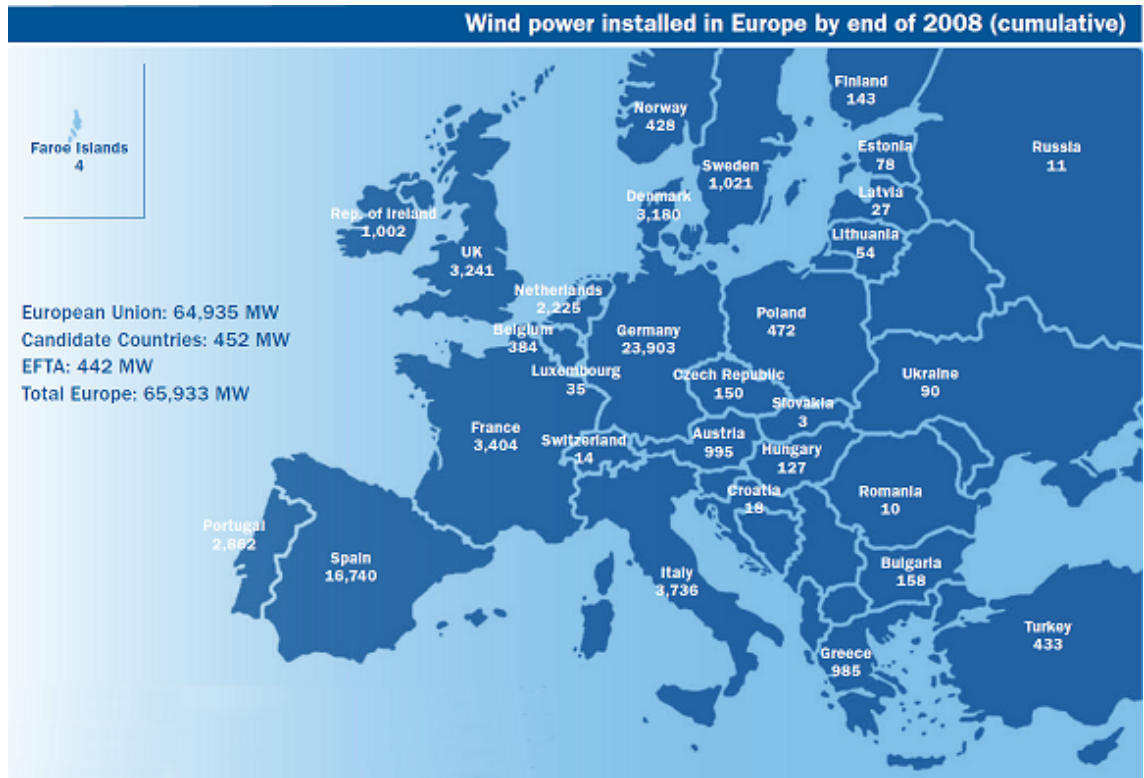 Wind power installed in Europe by end of 2008 (cumulative)
Faroe Islands
4
Norway
428
Finland
143
Sweden
1,021
Estonia
78
Russia
11
Latvia
27
Denmark
3,180
Lithuania
54
Rep. of Ireland
1,002
UK
3,241
Netherlands
2,225
Belgium
384
Germany
23,903
Poland
472
European Union: 64,935 MW
Candidate Countries: 452 MW
EFTA: 442 MW
Total Europe: 65,933 MW
Luxembourg
35
Czech Republic
150
Slovakia
3
Ukraine
90
France
3,404
Switzerland
14
Austria
995
Hungary
127
Croatia
18
Romania
10
Portugal
2,862
Spain
16,740
Italy
3,736
Bulgaria
158
Greece
985
Turkey
433